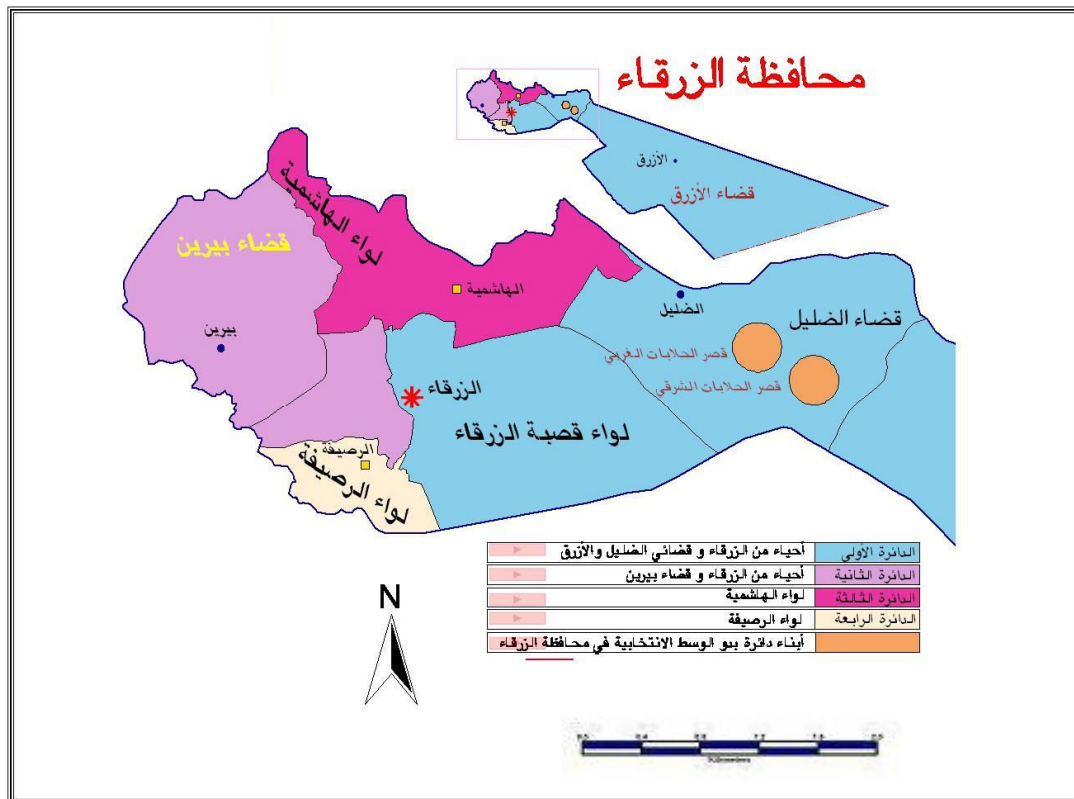 محافظة الزرقاء
الأزرق
قضاء الأزرق
لواء الهاشمية
قضاء بيرين
الهاشمية
الضليل
قضاء الضليل
بيرين
قصر الحلابات الغربي
قصر الحلابات الشرقي
الزرقاء
لواء قصبة الزرقاء
الرصيفة
لواء الرصيفة
الدائرة الأولى أحياء من الزرقاء و قضائي الضليل والأزرق
الدائرة الثانية أحياء من الزرقاء و قضاء بيرين
الدائرة الثالثة لواء الهاشمية
الدائرة الرابعة لواء الرصيفة
أبناء دائرة بدو الوسط الانتخابية في محافظة الزرقاء
N
Kilometers